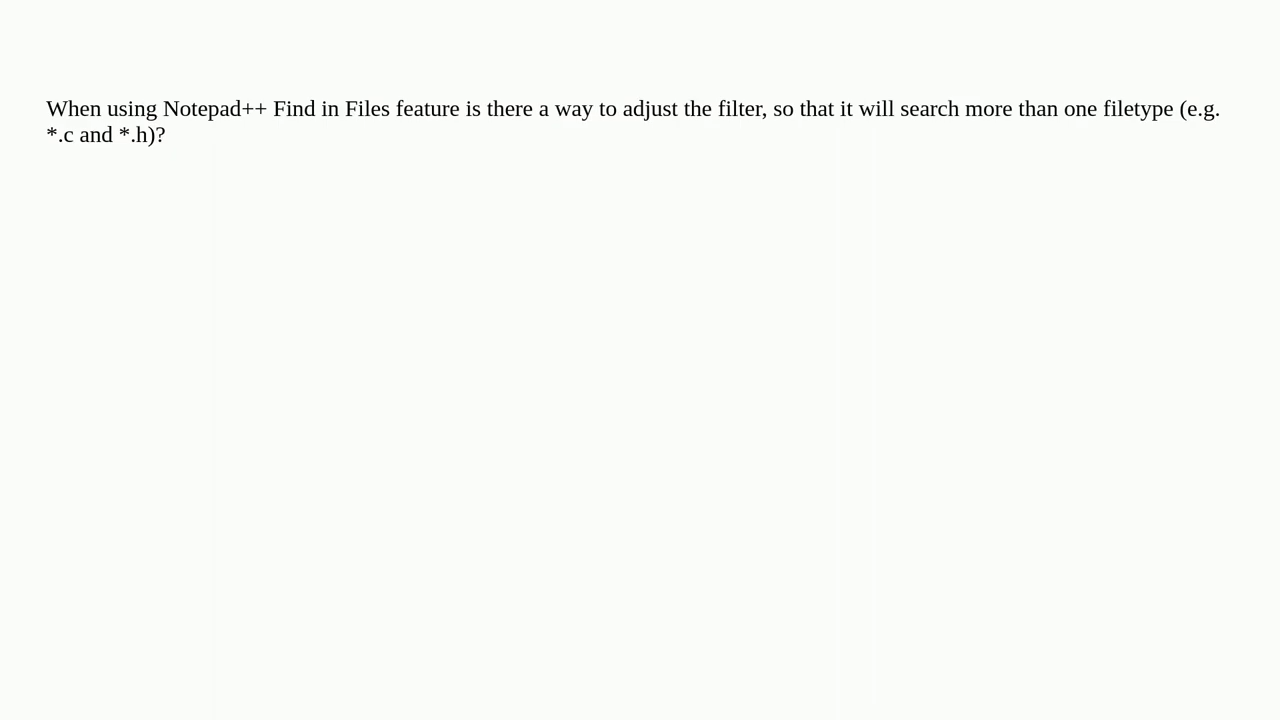 When using Notepad++ Find in Files feature is there a way to adjust the filter, so that it will search more than one filetype (e.g.
*.c and *.h)?